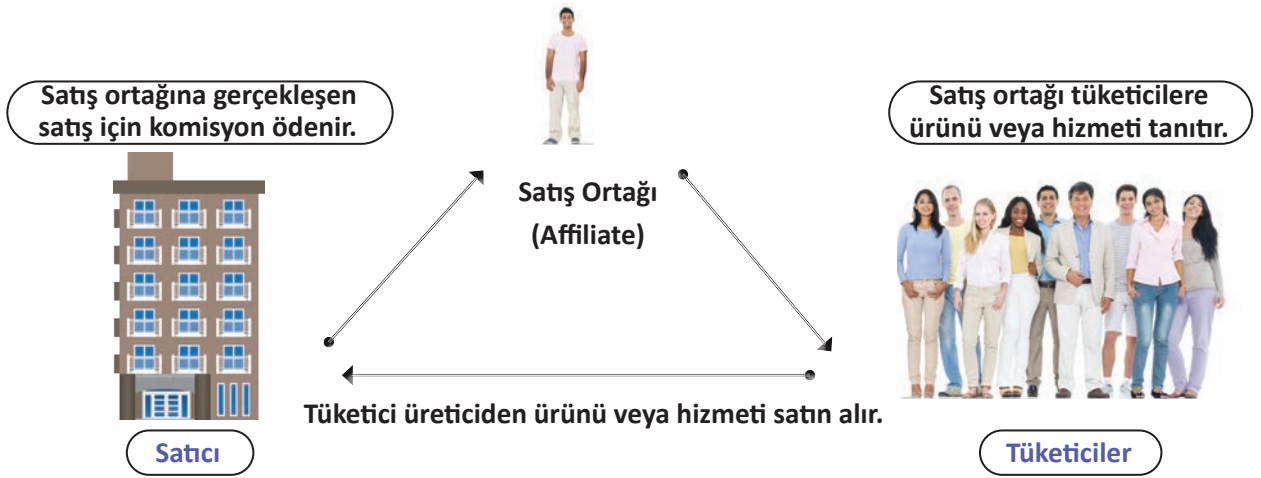 Satış ortağına gerçekleşen
satış için komisyon ödenir.
Satış ortağı tüketicilere
ürünü veya hizmeti tanıtır.
Satış Ortağı
(Affiliate)
Tüketici üreticiden ürünü veya hizmeti satın alır.
Satıcı
Tüketiciler